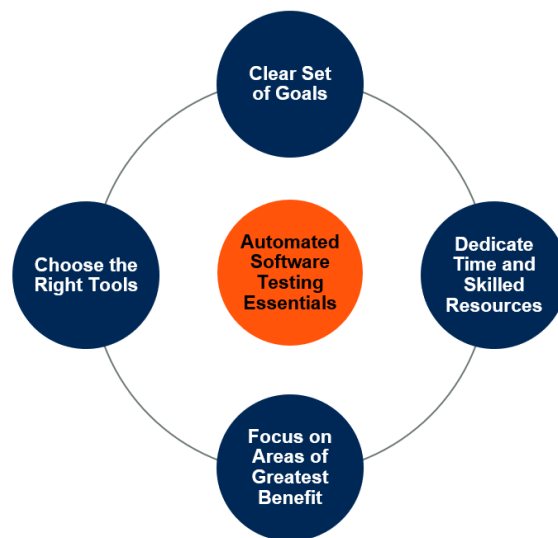 Clear Set
of Goals
Choose the
Right Tools
Automated
Software
Testing
Essentials
Dedicate
Time and
Skilled
Resources
Focus on
Areas of
Greatest
Benefit